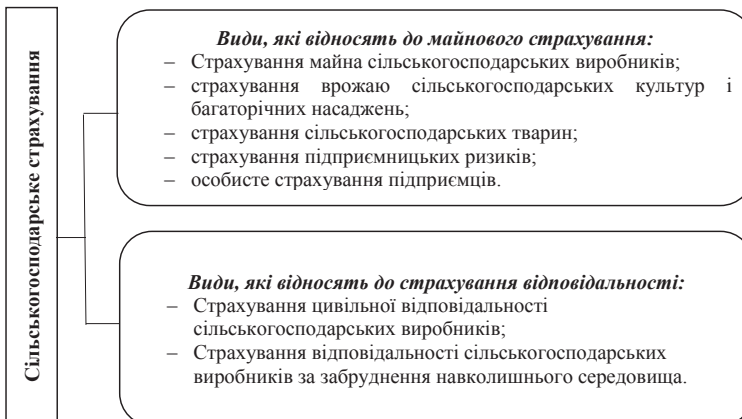 Сільськогосподарське страхування
Види, які відносять до майнового страхування:
– Страхування майна сільськогосподарських виробників;
– страхування врожаю сільськогосподарських культур і
багаторічних насаджень;
– страхування сільськогосподарських тварин;
– страхування підприємницьких ризиків;
– особисте страхування підприємців.
Види, які відносять до страхування відповідальності:
– Страхування цивільної відповідальності
сільськогосподарських виробників;
– Страхування відповідальності сільськогосподарських
виробників за забруднення навколишнього середовища.